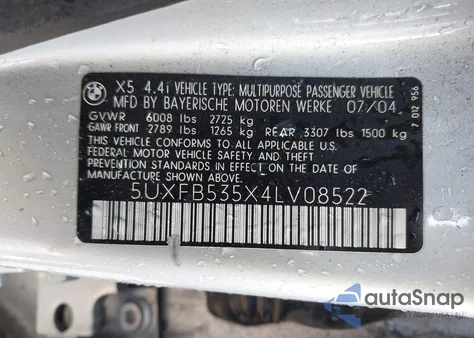 BMW
X5 4.4i VEHICLE TYPE: MULTIPURPOSE PASSENGER VEHICLE
MFD BY BAYERISCHE MOTOREN WERKE 07/04
GVWR 6008 lbs 2725 kg
GAWR FRONT 2789 lbs 1265 kg REAR 3307 lbs 1500 kg
THIS VEHICLE CONFORMS TO ALL APPLICABLE
FEDERAL MOTOR VEHICLE SAFETY AND THEFT
PREVENTION STANDARDS IN EFFECT ON THE DATE OF
MANUFACTURE SHOWN ABOVE.
5UXFB535X4LV08522
7 012 956
autoSnap